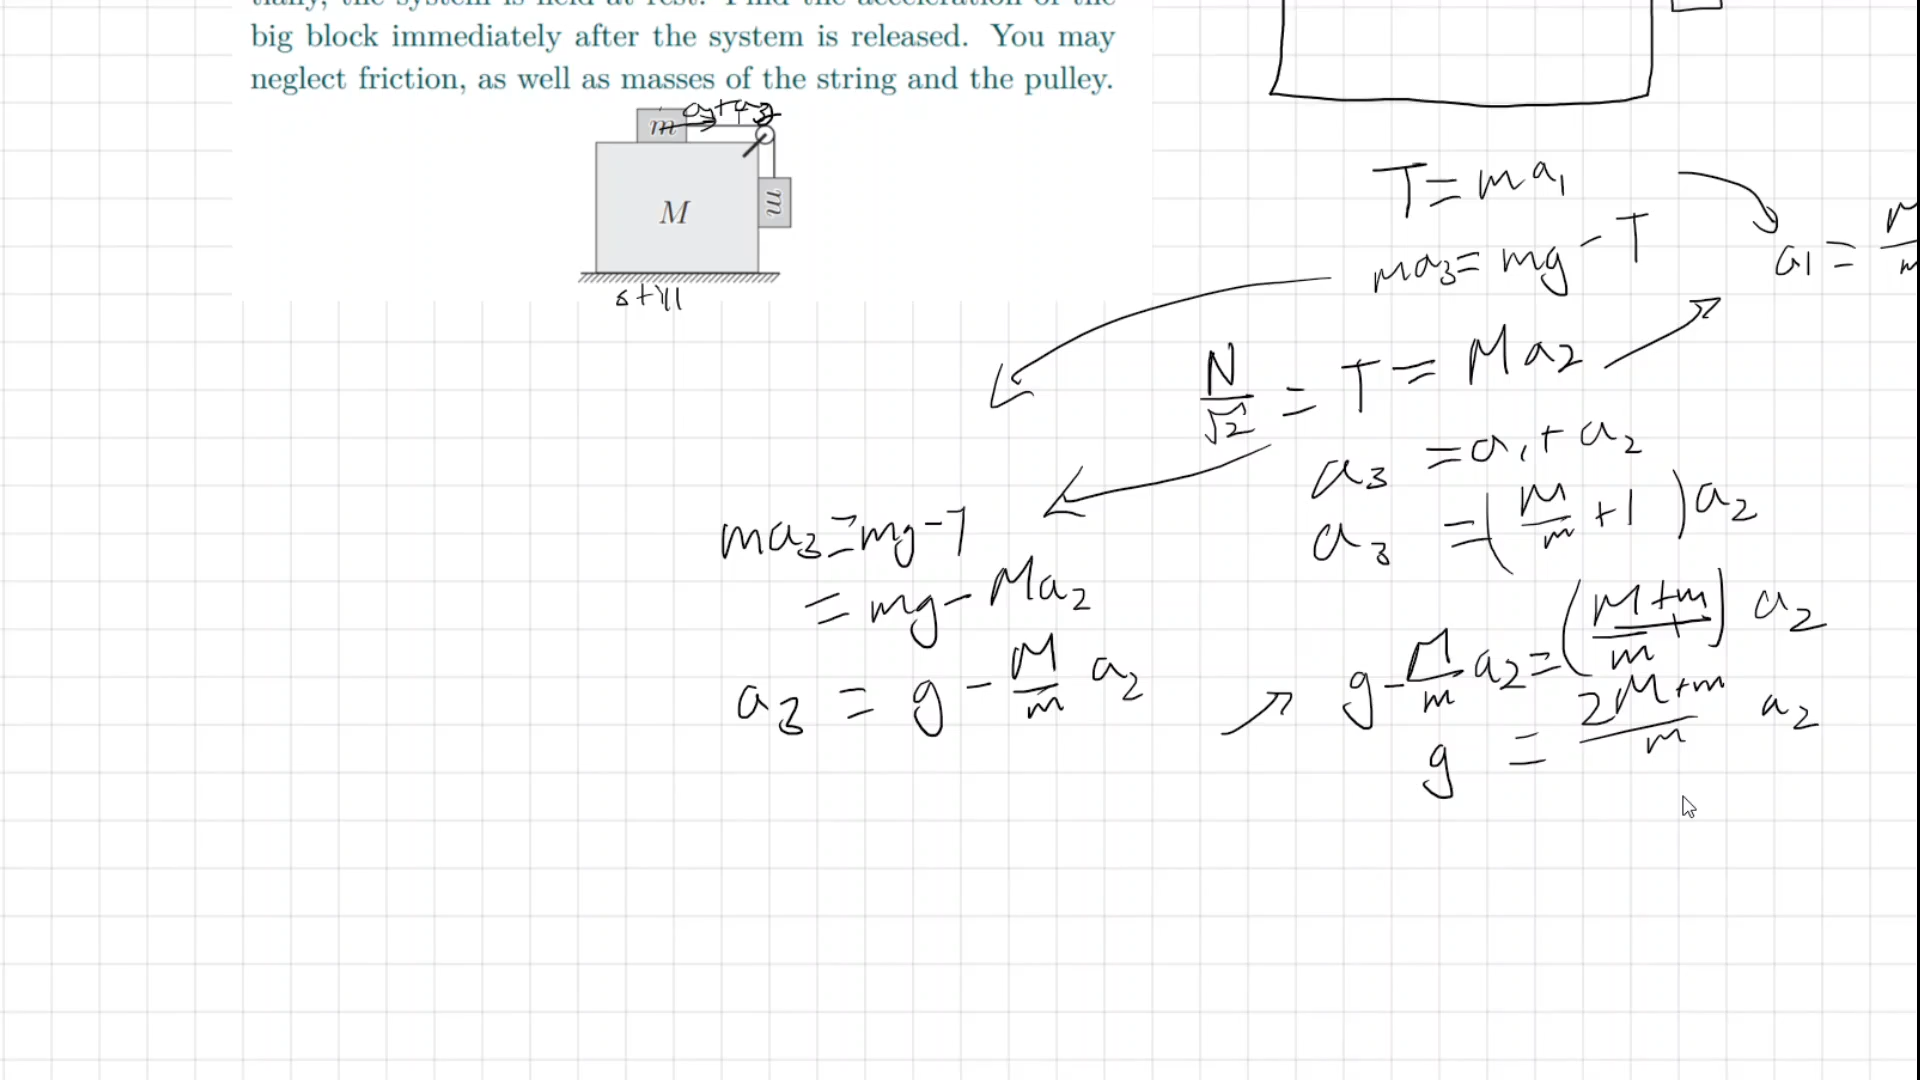 big block immediately after the system is released. You may
neglect friction, as well as masses of the string and the pulley.
m
M
m
still
T = ma₁
ma₃ = mg - T
a1 =
N/√2 = T = Ma₂
a₃ = a₁ + a₂
a₃ = (M/m + 1) a₂
ma₃ = mg - T
= mg - Ma₂
a₃ = g - M/m a₂
g - M/m a₂ = (M+m/m) a₂
g = 2M+m/m a₂